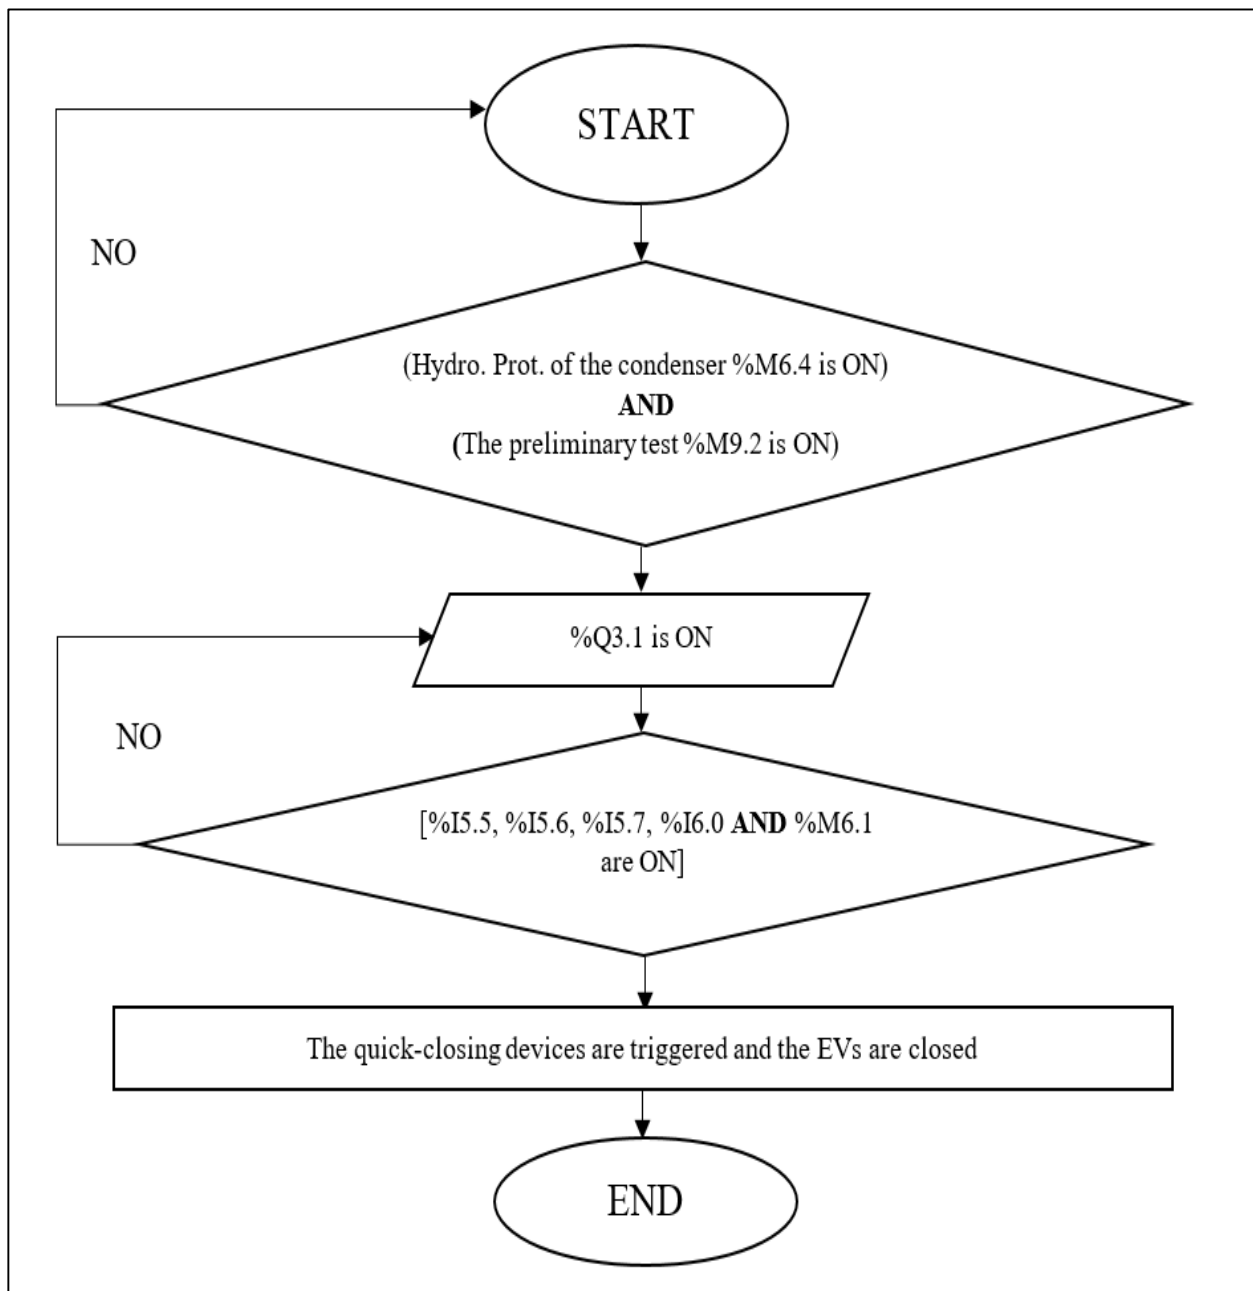 START
NO
(Hydro. Prot. of the condenser %M6.4 is ON)
AND
(The preliminary test %M9.2 is ON)
%Q3.1 is ON
NO
[%I5.5, %I5.6, %I5.7, %I6.0 AND %M6.1
are ON]
The quick-closing devices are triggered and the EVs are closed
END